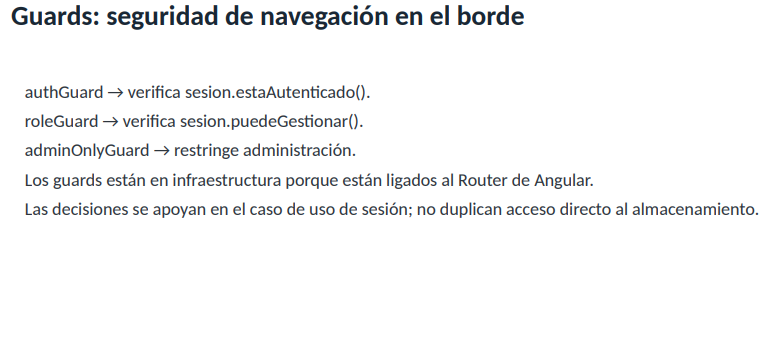 Guards: seguridad de navegación en el borde
authGuard → verifica sesion.estaAutenticado().
roleGuard → verifica sesion.puedeGestionar().
adminOnlyGuard → restringe administración.
Los guards están en infraestructura porque están ligados al Router de Angular.
Las decisiones se apoyan en el caso de uso de sesión; no duplican acceso directo al almacenamiento.